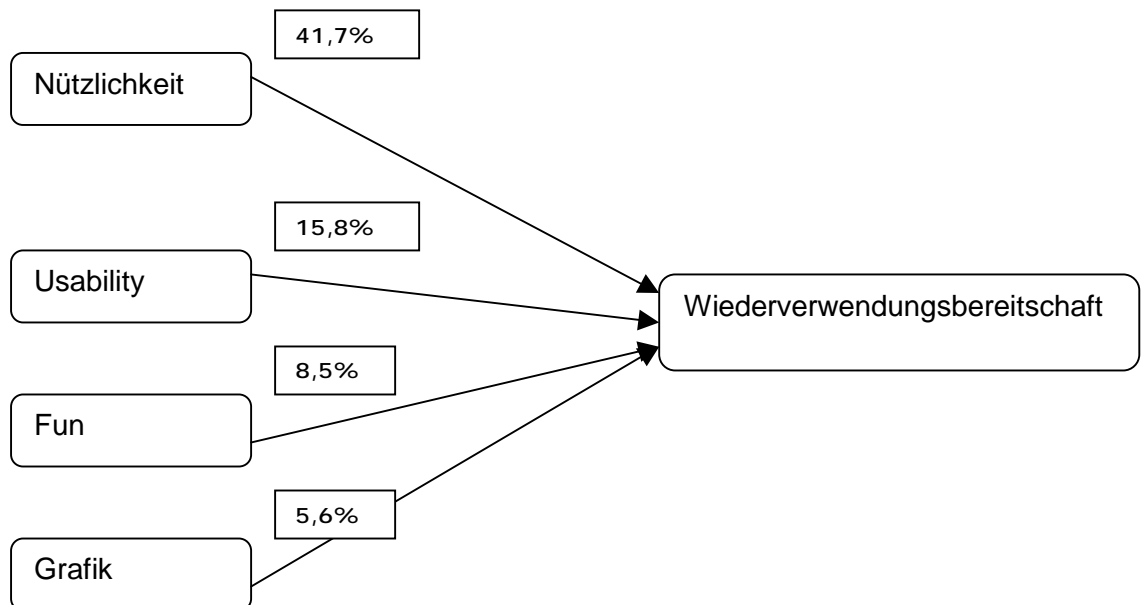 41,7%
Nützlichkeit
15,8%
Usability
Wiederverwendungsbereitschaft
8,5%
Fun
5,6%
Grafik